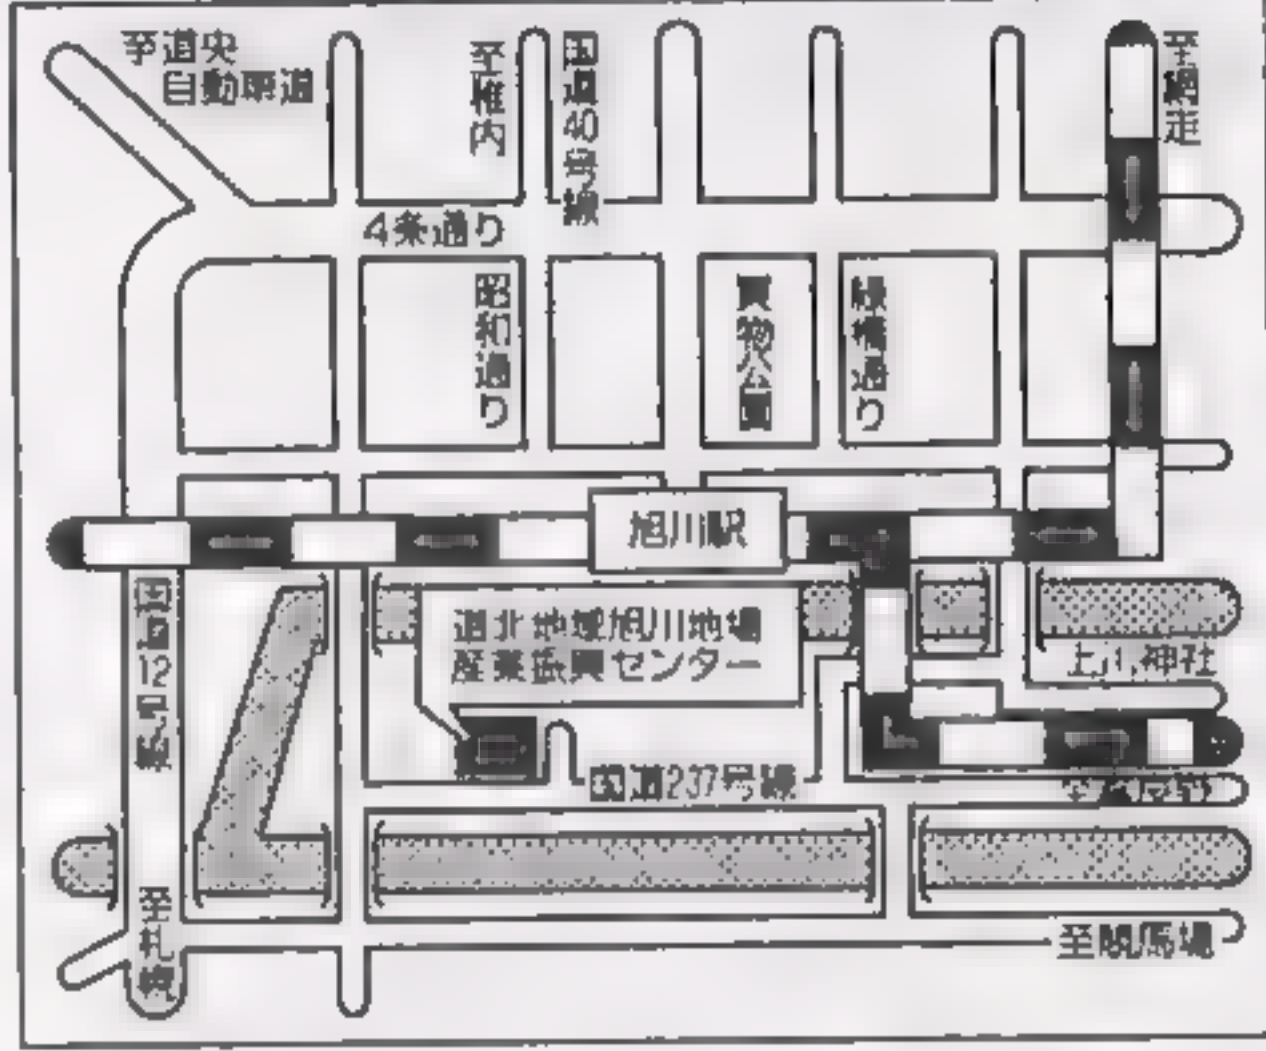 至道央
自動車道
至稚内
国道40号線
至網走
4条通り
昭和通り
買物公園
緑橋通り
旭川駅
道北地域旭川地場
産業振興センター
上川神社
国道12号線
国道237号線
至札幌
至競馬場